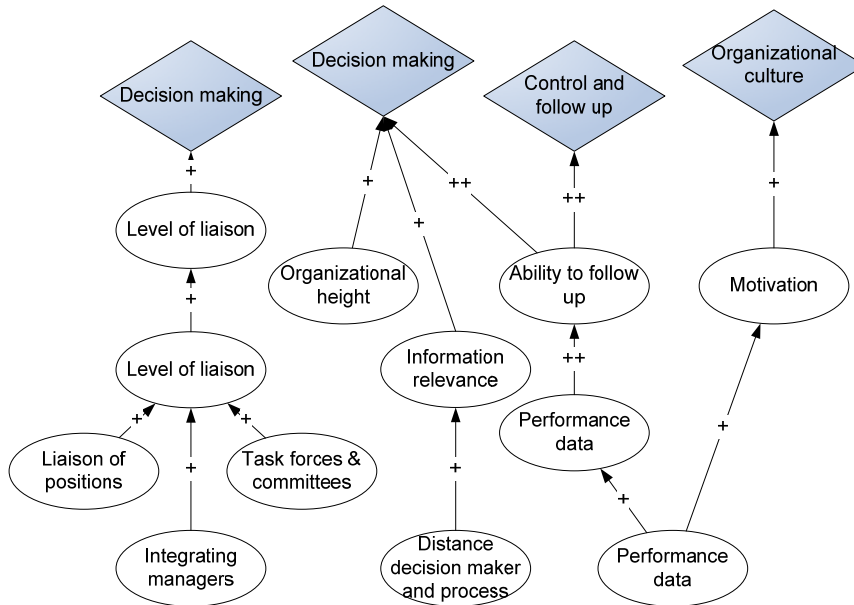 Decision making
Decision making
Control and
follow up
Organizational
culture
+
+
++
+
++
+
+
Level of liaison
Organizational
height
Ability to follow
up
Motivation
+
++
Level of liaison
Information
relevance
+
+
+
Performance
data
+
Liaison of
positions
+
Task forces &
committees
+
+
Integrating
managers
Distance
decision maker
and process
Performance
data